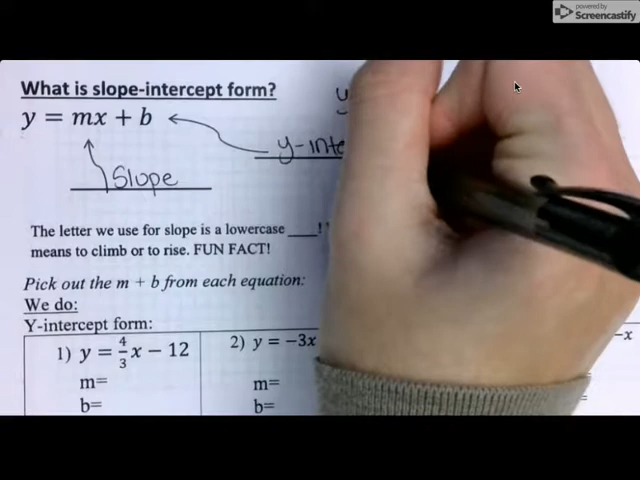 powered by
Screencastify
What is slope-intercept form?
y = mx + b
Slope
The letter we use for slope is a lowercase ____!
means to climb or to rise. FUN FACT!
Pick out the m + b from each equation:
We do:
Y-intercept form:
1) y = 4/3 x − 12
2) y = −3x
m=
m=
b=
b=